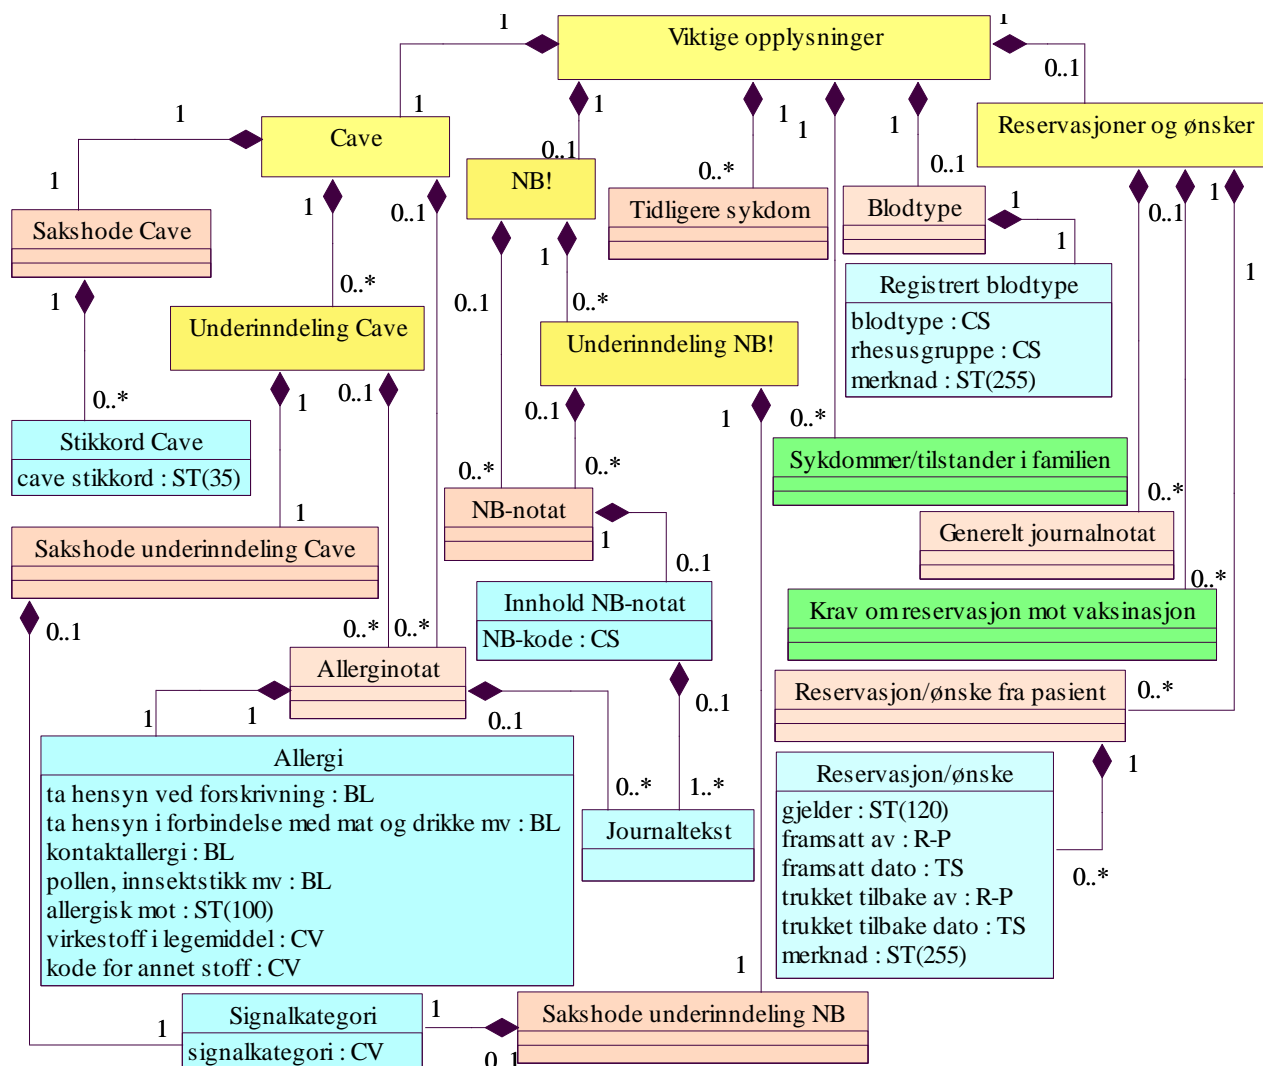 1
1
1
Viktige opplysninger
0..1
1
1
1
1
1
1
Cave
0..1
NB!
0..*
0..1
Reservasjoner og ønsker
1
Sakshode Cave
1
0..1
Tidligere sykdom
Blodtype
1
1
0..1
1
1
1
0..*
0..1
0..*
Registrert blodtype
blodtype : CS
rhesusgruppe : CS
merknad : ST(255)
1
Underinndeling Cave
Underinndeling NB!
0..*
1
0..1
0..1
1
0..*
Stikkord Cave
cave stikkord : ST(35)
0..*
0..*
Sykdommer/tilstander i familien
NB-notat
0..*
1
Sakshode underinndeling Cave
1
0..1
Generelt journalnotat
0..*
Innhold NB-notat
NB-kode : CS
Krav om reservasjon mot vaksinasjon
0..1
0..*
0..*
Allerginotat
0..1
Reservasjon/ønske fra pasient
0..*
1
1
0..1
1
Allergi
ta hensyn ved forskrivning : BL
ta hensyn i forbindelse med mat og drikke mv : BL
kontaktallergi : BL
pollen, innsektstikk mv : BL
allergisk mot : ST(100)
virkestoff i legemiddel : CV
kode for annet stoff : CV
0..*
1..*
Journaltekst
Reservasjon/ønske
gjelder : ST(120)
framsatt av : R-P
framsatt dato : TS
trukket tilbake av : R-P
trukket tilbake dato : TS
merknad : ST(255)
0..*
1
1
Signalkategori
signalkategori : CV
1
0..1
Sakshode underinndeling NB